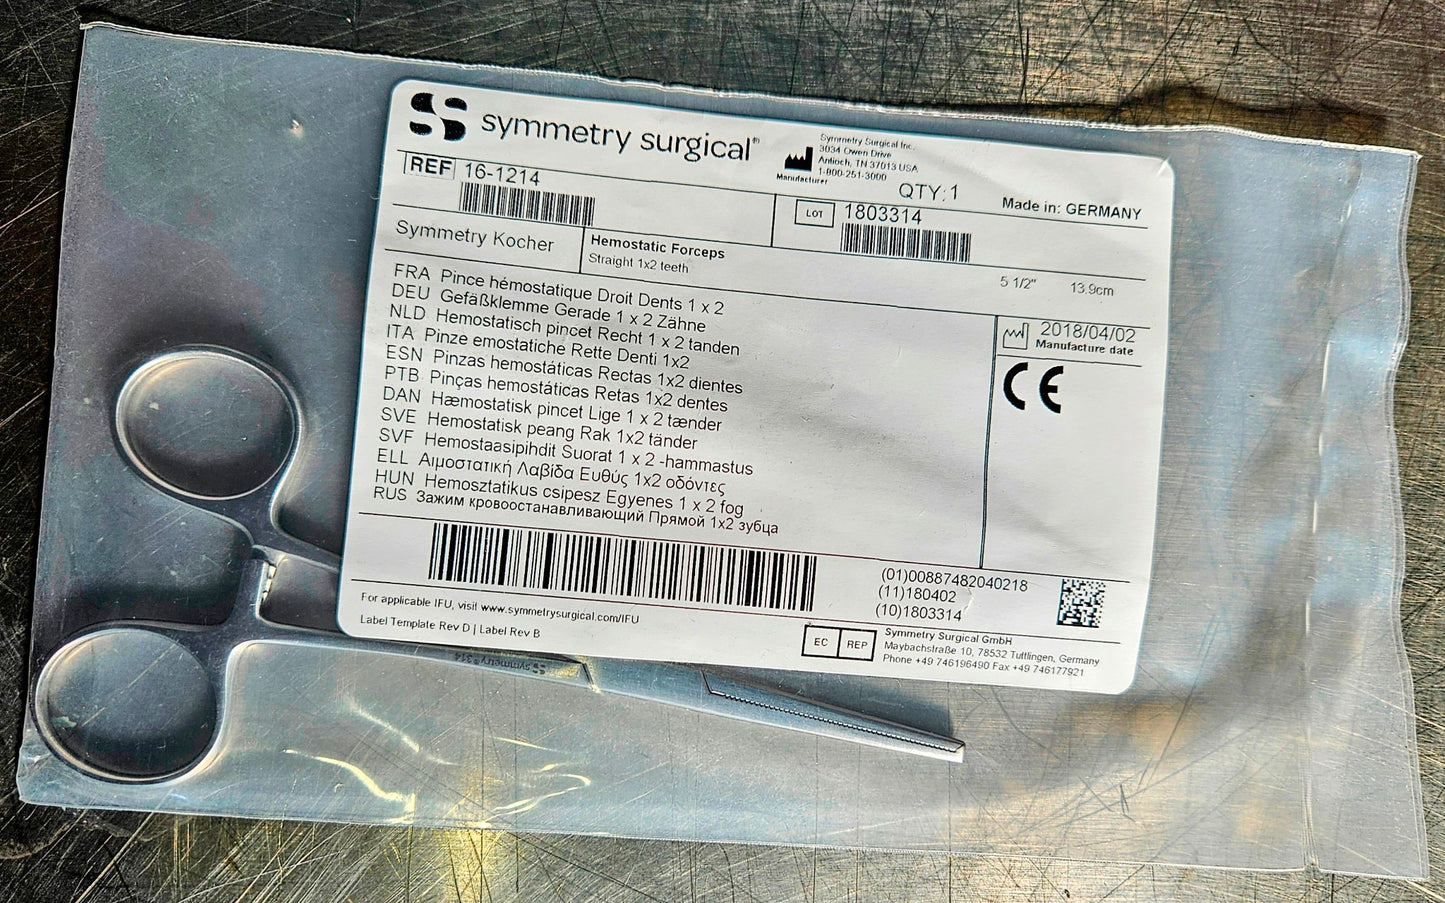 symmetry surgical®
Symmetry Surgical Inc.
3034 Owen Drive
Antioch, TN 37013 USA
1-800-251-3000
Manufacturer
QTY: 1
Made in: GERMANY
REF 16-1214
LOT 1803314
Symmetry Kocher
Hemostatic Forceps
Straight 1x2 teeth
5 1/2" 13.9cm
FRA Pince hémostatique Droit Dents 1 x 2
DEU Gefäßklemme Gerade 1 x 2 Zähne
NLD Hemostatisch pincet Recht 1 x 2 tanden
ITA Pinze emostatiche Rette Denti 1x2
ESN Pinzas hemostáticas Rectas 1x2 dientes
PTB Pinças hemostáticas Retas 1x2 dentes
DAN Hæmostatisk pincet Lige 1 x 2 tænder
SVE Hemostatisk peang Rak 1x2 tänder
SVF Hemostaasipihdit Suorat 1 x 2 -hammastus
ELL Αιμοστατική Λαβίδα Ευθύς 1x2 οδόντες
HUN Hemosztatikus csipesz Egyenes 1 x 2 fog
RUS Зажим кровоостанавливающий Прямой 1x2 зубца
2018/04/02
Manufacture date
CE
(01)00887482040218
(11)180402
(10)1803314
For applicable IFU, visit www.symmetrysurgical.com/IFU
Label Template Rev D | Label Rev B
EC REP
Symmetry Surgical GmbH
Maybachstraße 10, 78532 Tuttlingen, Germany
Phone +49 746196490 Fax +49 746177921
symmetry® 314